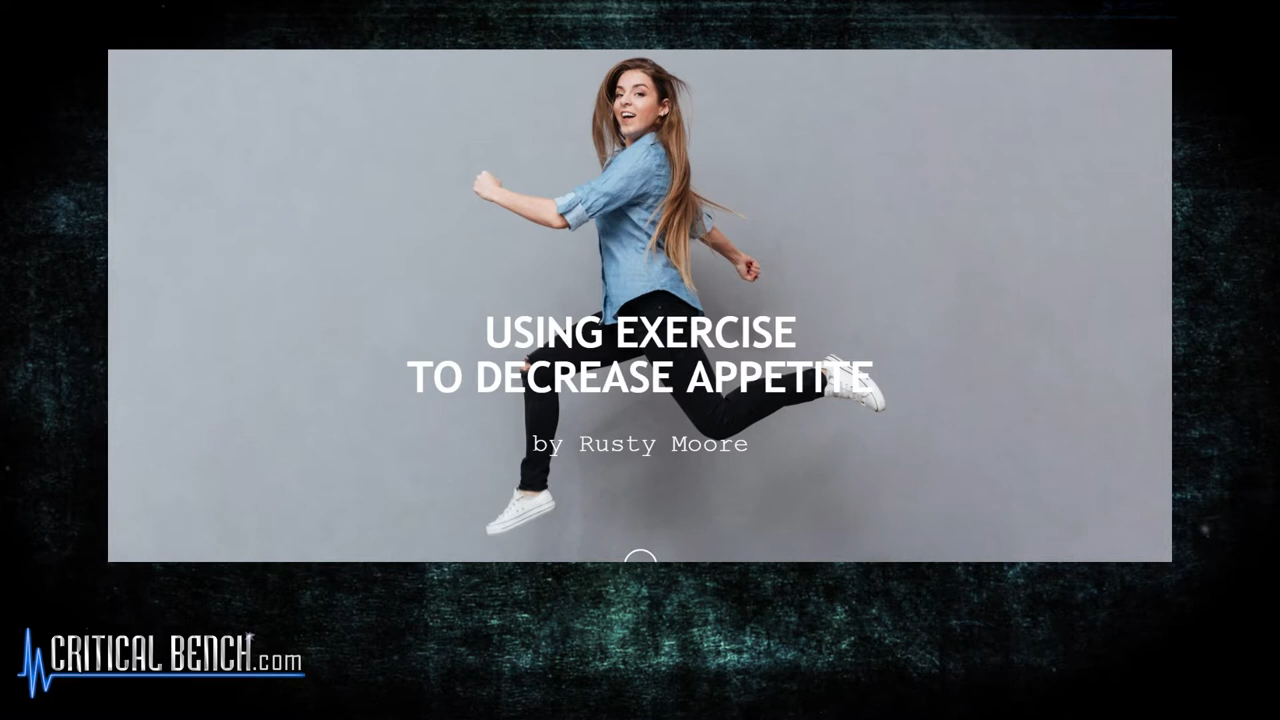 USING EXERCISE
TO DECREASE APPETITE
by Rusty Moore
CRITICAL BENCH.com